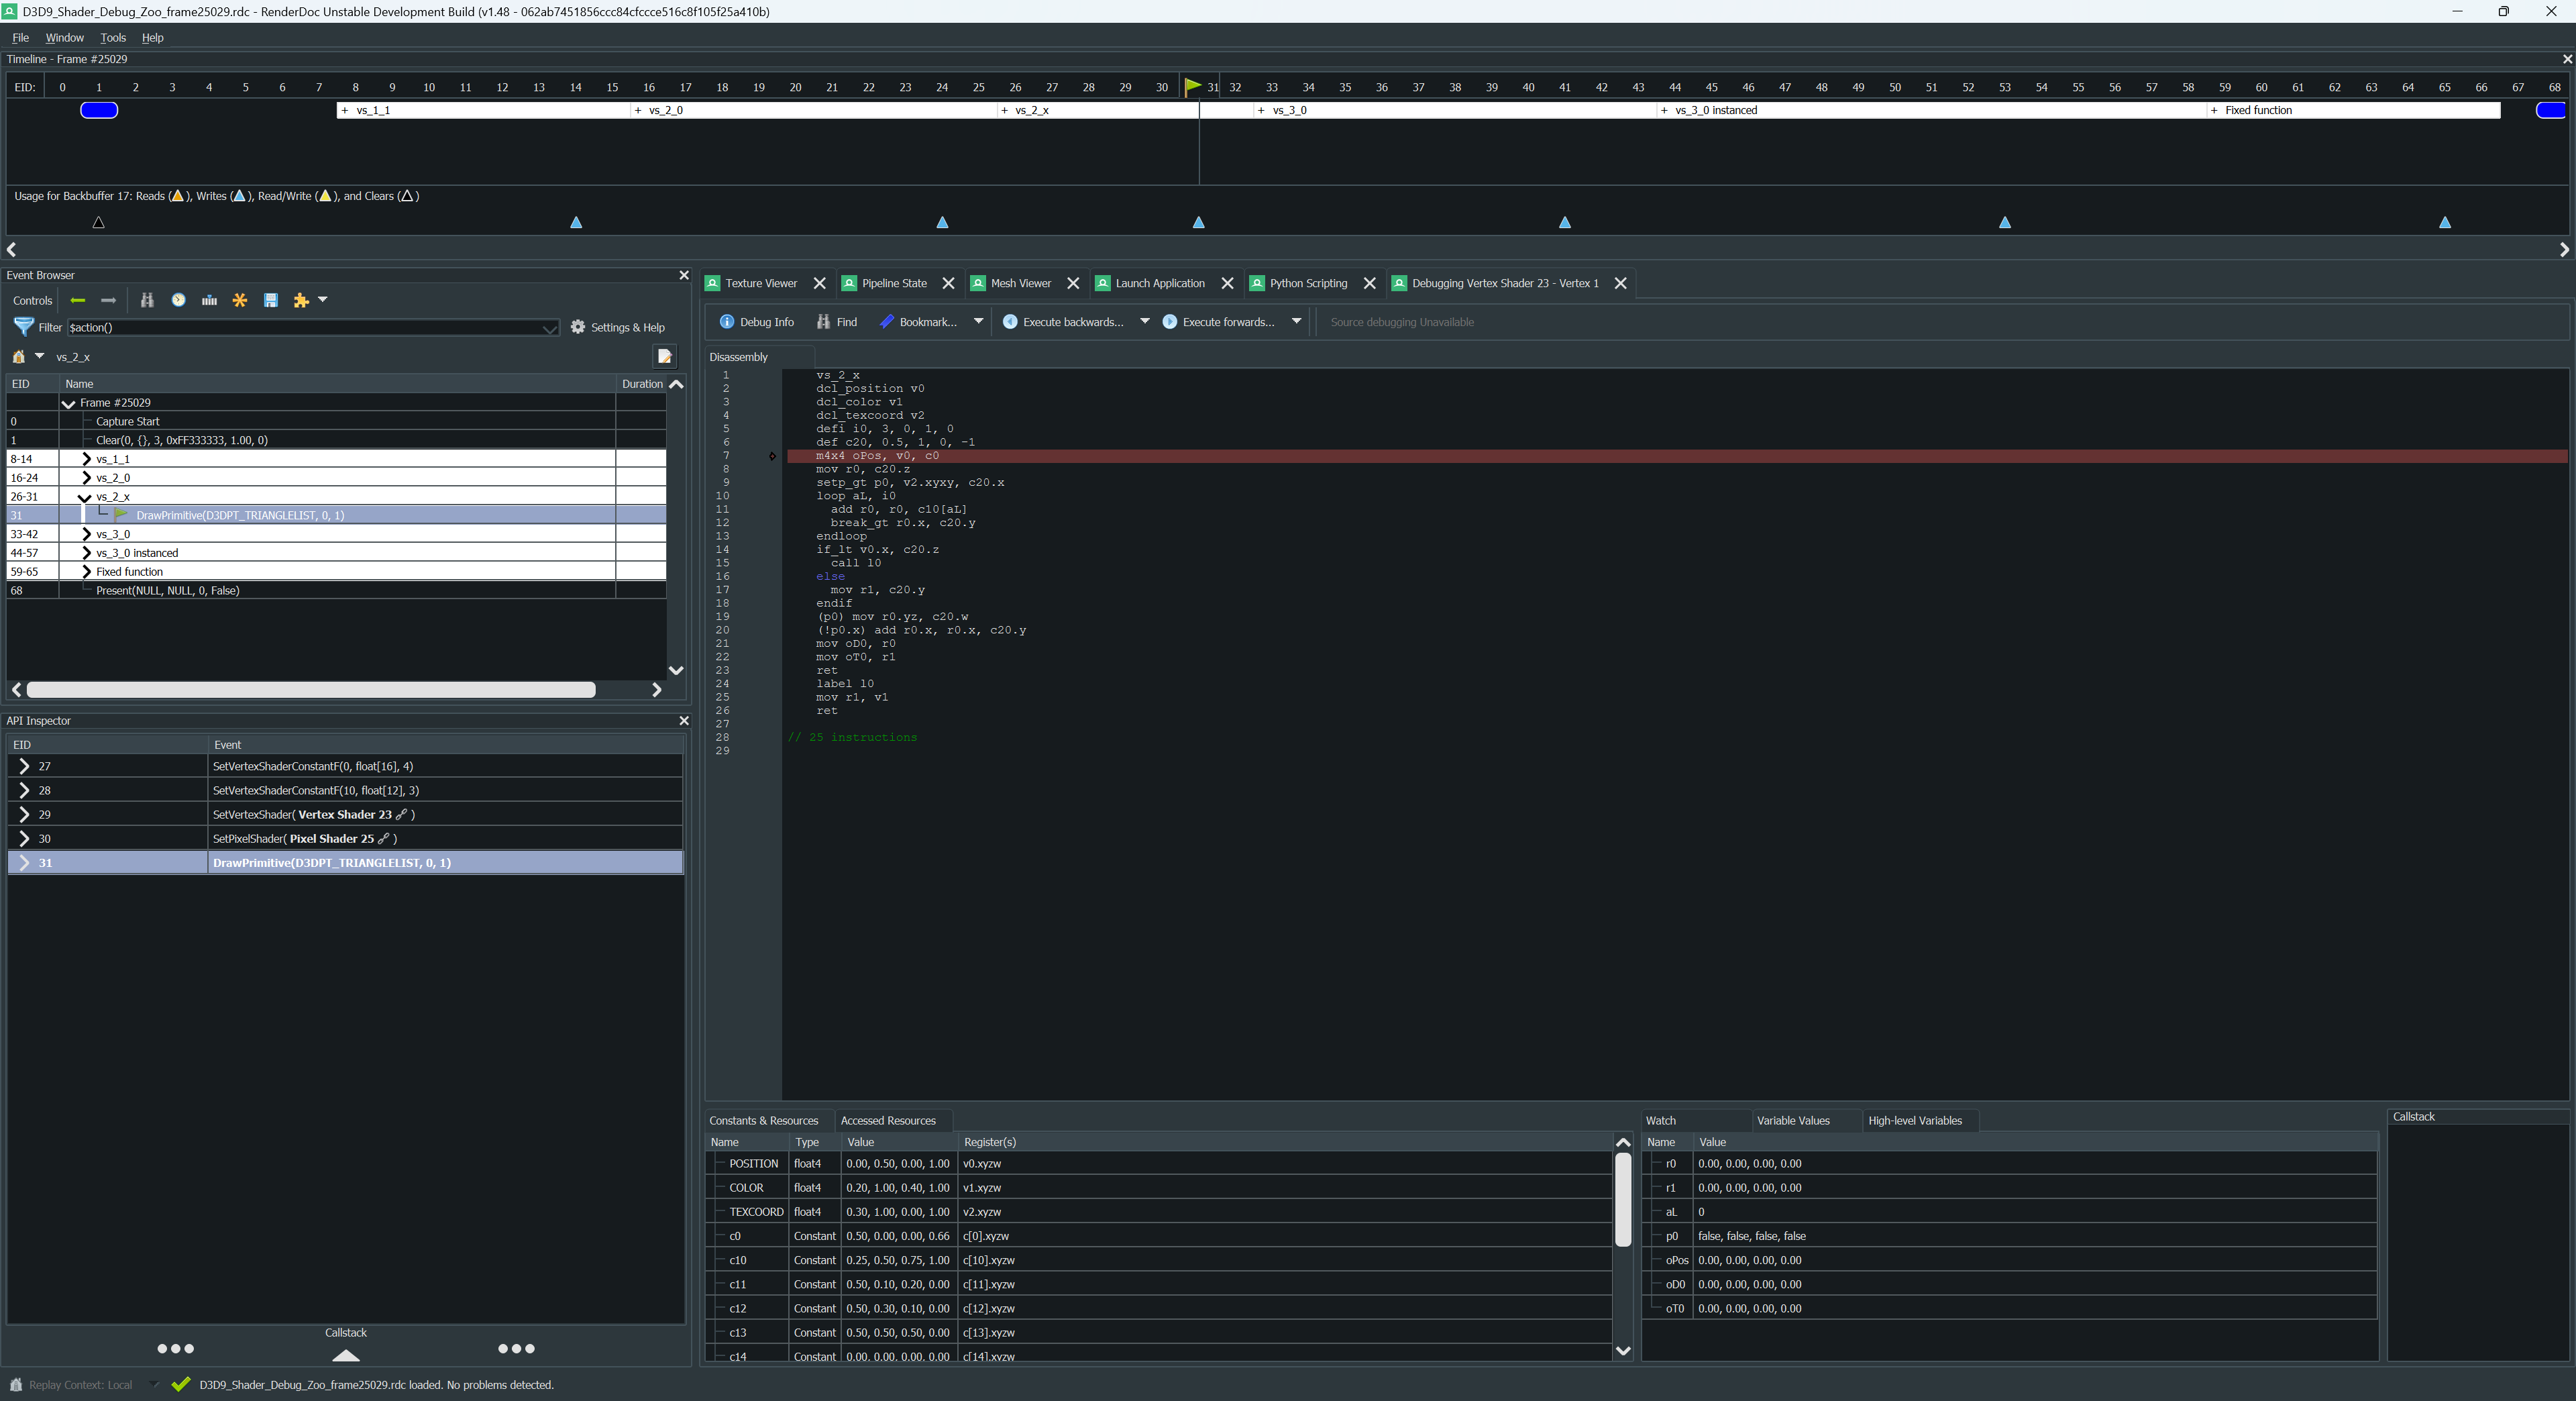 D3D9_Shader_Debug_Zoo_frame25029.rdc - RenderDoc Unstable Development Build (v1.48 - 062ab7451856ccc84cfccce516c8f105f25a410b)
File Window Tools Help
Timeline - Frame #25029
EID: 0 1 2 3 4 5 6 7 8 9 10 11 12 13 14 15 16 17 18 19 20 21 22 23 24 25 26 27 28 29 30 31 32 33 34 35 36 37 38 39 40 41 42 43 44 45 46 47 48 49 50 51 52 53 54 55 56 57 58 59 60 61 62 63 64 65 66 67 68
+ vs_1_1 + vs_2_0 + vs_2_x + vs_3_0 + vs_3_0 instanced + Fixed function
Usage for Backbuffer 17: Reads ( ), Writes ( ), Read/Write ( ), and Clears ( )
Event Browser
Controls
Filter $action() Settings & Help
vs_2_x
EID Name Duration
Frame #25029
0 Capture Start
1 Clear(0, {}, 3, 0xFF333333, 1.00, 0)
8-14 vs_1_1
16-24 vs_2_0
26-31 vs_2_x
31 DrawPrimitive(D3DPT_TRIANGLELIST, 0, 1)
33-42 vs_3_0
44-57 vs_3_0 instanced
59-65 Fixed function
68 Present(NULL, NULL, 0, False)
API Inspector
EID Event
27 SetVertexShaderConstantF(0, float[16], 4)
28 SetVertexShaderConstantF(10, float[12], 3)
29 SetVertexShader( Vertex Shader 23 )
30 SetPixelShader( Pixel Shader 25 )
31 DrawPrimitive(D3DPT_TRIANGLELIST, 0, 1)
Callstack
Texture Viewer Pipeline State Mesh Viewer Launch Application Python Scripting Debugging Vertex Shader 23 - Vertex 1
Debug Info Find Bookmark... Execute backwards... Execute forwards... Source debugging Unavailable
Disassembly
1 vs_2_x
2 dcl_position v0
3 dcl_color v1
4 dcl_texcoord v2
5 defi i0, 3, 0, 1, 0
6 def c20, 0.5, 1, 0, -1
7 m4x4 oPos, v0, c0
8 mov r0, c20.z
9 setp_gt p0, v2.xyxy, c20.x
10 loop aL, i0
11 add r0, r0, c10[aL]
12 break_gt r0.x, c20.y
13 endloop
14 if_lt v0.x, c20.z
15 call l0
16 else
17 mov r1, c20.y
18 endif
19 (p0) mov r0.yz, c20.w
20 (!p0.x) add r0.x, r0.x, c20.y
21 mov oD0, r0
22 mov oT0, r1
23 ret
24 label l0
25 mov r1, v1
26 ret
27
28 // 25 instructions
29
Constants & Resources Accessed Resources
Name Type Value Register(s)
POSITION float4 0.00, 0.50, 0.00, 1.00 v0.xyzw
COLOR float4 0.20, 1.00, 0.40, 1.00 v1.xyzw
TEXCOORD float4 0.30, 1.00, 0.00, 1.00 v2.xyzw
c0 Constant 0.50, 0.00, 0.00, 0.66 c[0].xyzw
c10 Constant 0.25, 0.50, 0.75, 1.00 c[10].xyzw
c11 Constant 0.50, 0.10, 0.20, 0.00 c[11].xyzw
c12 Constant 0.50, 0.30, 0.10, 0.00 c[12].xyzw
c13 Constant 0.50, 0.50, 0.50, 0.00 c[13].xyzw
c14 Constant 0.00, 0.00, 0.00, 0.00 c[14].xyzw
Watch Variable Values High-level Variables
Name Value
r0 0.00, 0.00, 0.00, 0.00
r1 0.00, 0.00, 0.00, 0.00
aL 0
p0 false, false, false, false
oPos 0.00, 0.00, 0.00, 0.00
oD0 0.00, 0.00, 0.00, 0.00
oT0 0.00, 0.00, 0.00, 0.00
Callstack
Replay Context: Local D3D9_Shader_Debug_Zoo_frame25029.rdc loaded. No problems detected.